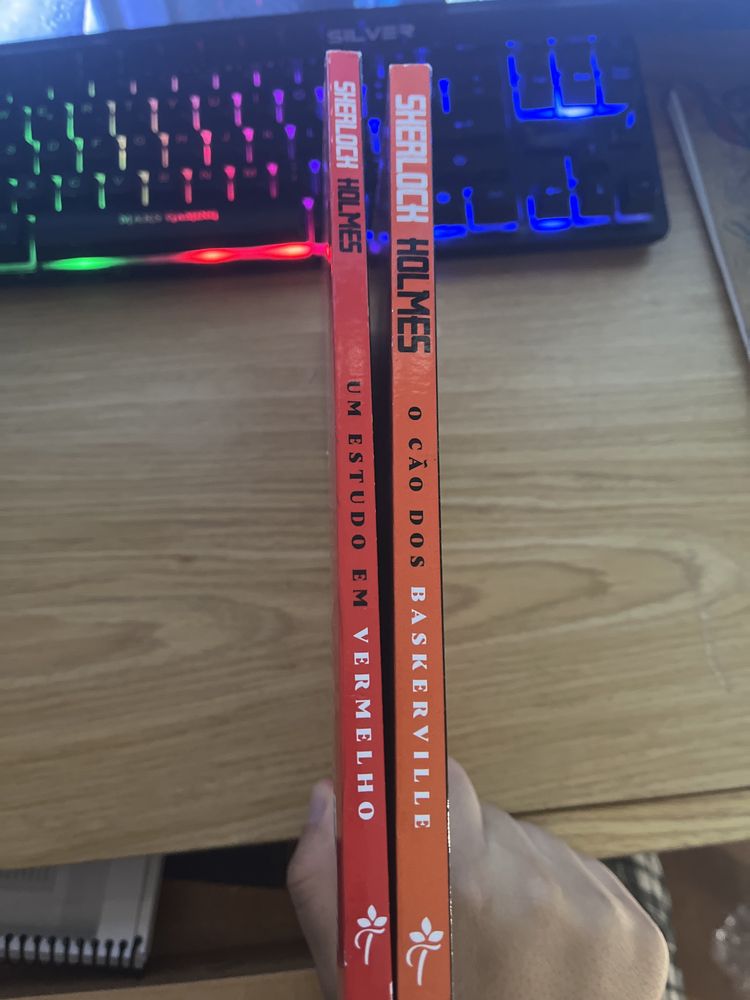 SILVER
SHERLOCK HOLMES
UM ESTUDO EM VERMELHO
SHERLOCK HOLMES
O CÃO DOS BASKERVILLE